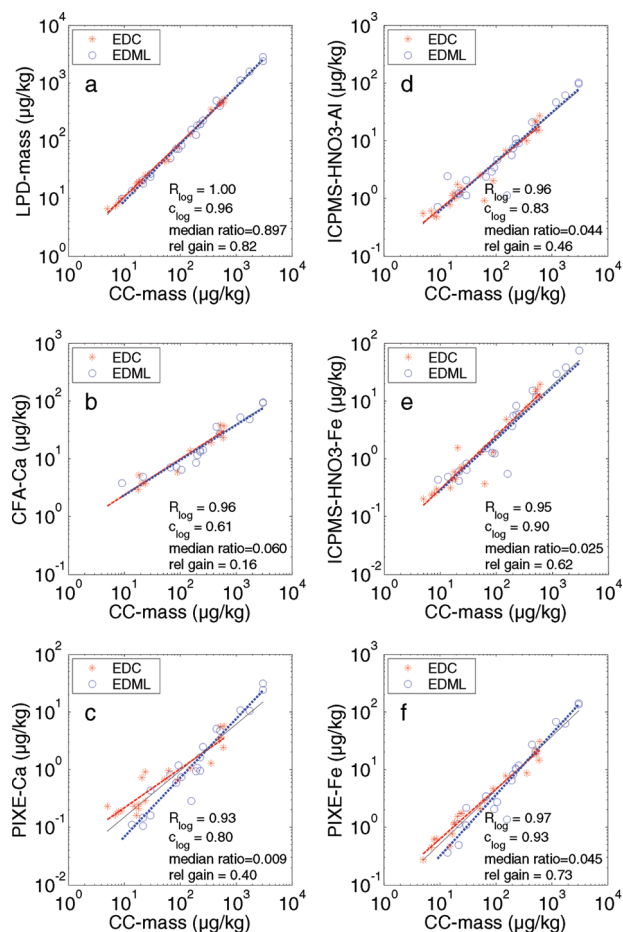 EDC
EDML
a
LPD-mass (μg/kg)
10⁴
10³
10²
10¹
10⁰
R_log = 1.00
c_log = 0.96
median ratio=0.897
rel gain = 0.82
10⁰ 10¹ 10² 10³ 10⁴
CC-mass (μg/kg)
EDC
EDML
d
ICPMS-HNO3-Al (μg/kg)
10³
10²
10¹
10⁰
10⁻¹
R_log = 0.96
c_log = 0.83
median ratio=0.044
rel gain = 0.46
10⁰ 10¹ 10² 10³ 10⁴
CC-mass (μg/kg)
EDC
EDML
b
CFA-Ca (μg/kg)
10³
10²
10¹
10⁰
10⁻¹
R_log = 0.96
c_log = 0.61
median ratio=0.060
rel gain = 0.16
10⁰ 10¹ 10² 10³ 10⁴
CC-mass (μg/kg)
EDC
EDML
e
ICPMS-HNO3-Fe (μg/kg)
10²
10¹
10⁰
10⁻¹
10⁻²
R_log = 0.95
c_log = 0.90
median ratio=0.025
rel gain = 0.62
10⁰ 10¹ 10² 10³ 10⁴
CC-mass (μg/kg)
EDC
EDML
c
PIXE-Ca (μg/kg)
10²
10¹
10⁰
10⁻¹
10⁻²
R_log = 0.93
c_log = 0.80
median ratio=0.009
rel gain = 0.40
10⁰ 10¹ 10² 10³ 10⁴
CC-mass (μg/kg)
EDC
EDML
f
PIXE-Fe (μg/kg)
10³
10²
10¹
10⁰
10⁻¹
R_log = 0.97
c_log = 0.93
median ratio=0.045
rel gain = 0.73
10⁰ 10¹ 10² 10³ 10⁴
CC-mass (μg/kg)